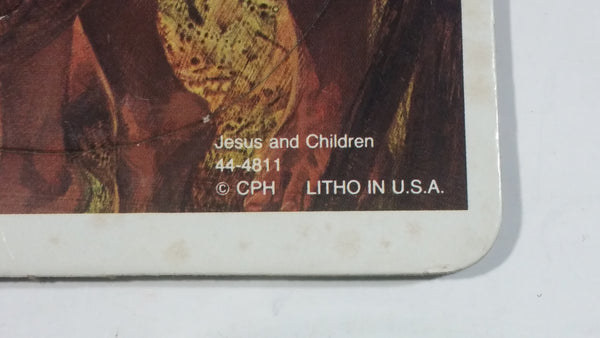 Jesus and Children
44-4811
© CPH LITHO IN U.S.A.